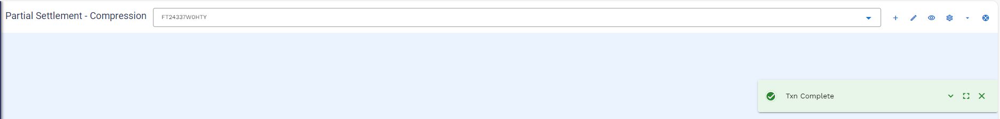 Partial Settlement - Compression
FT24337W0HTY
Txn Complete